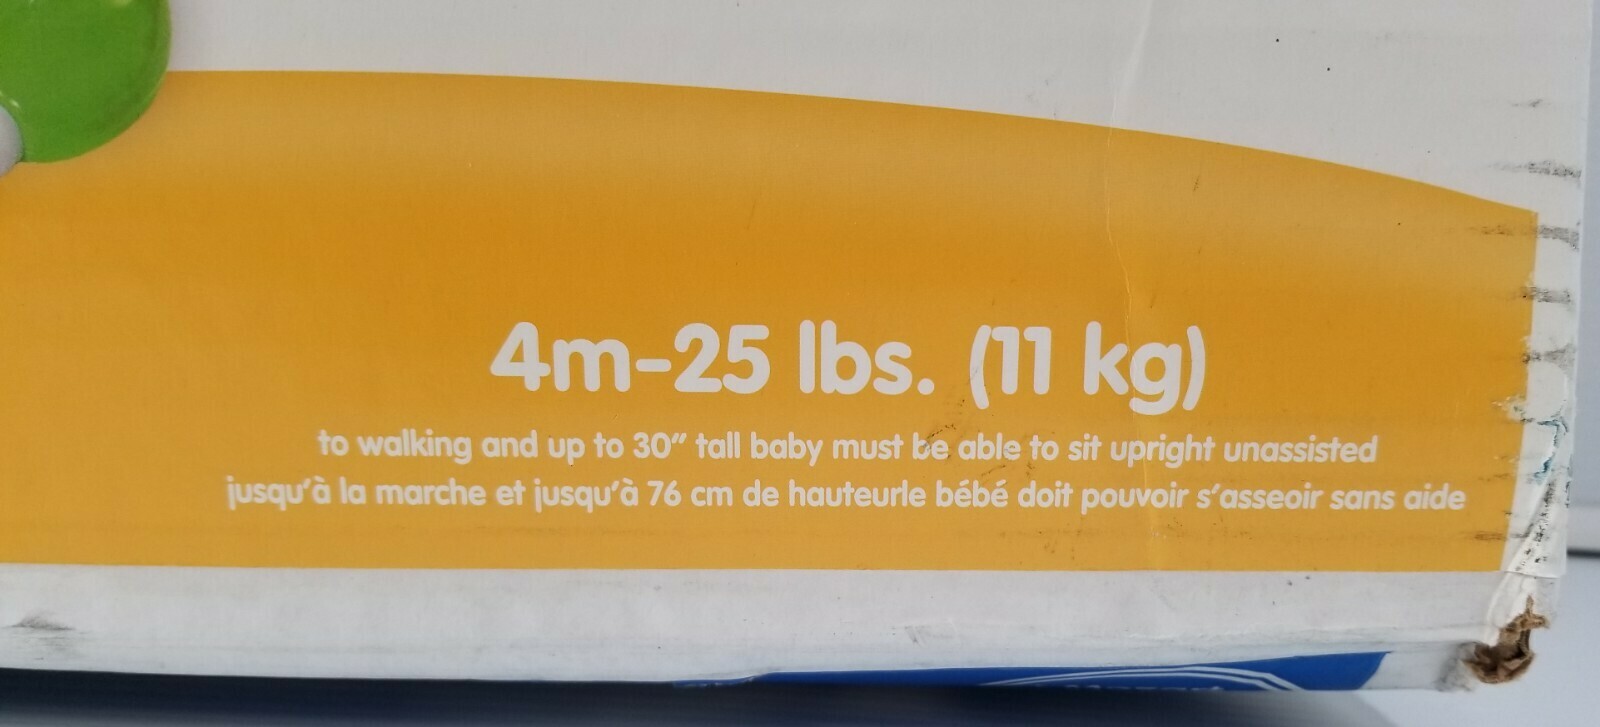 4m-25 lbs. (11 kg)
to walking and up to 30" tall baby must be able to sit upright unassisted
jusqu'à la marche et jusqu'à 76 cm de hauteurle bébé doit pouvoir s'asseoir sans aide